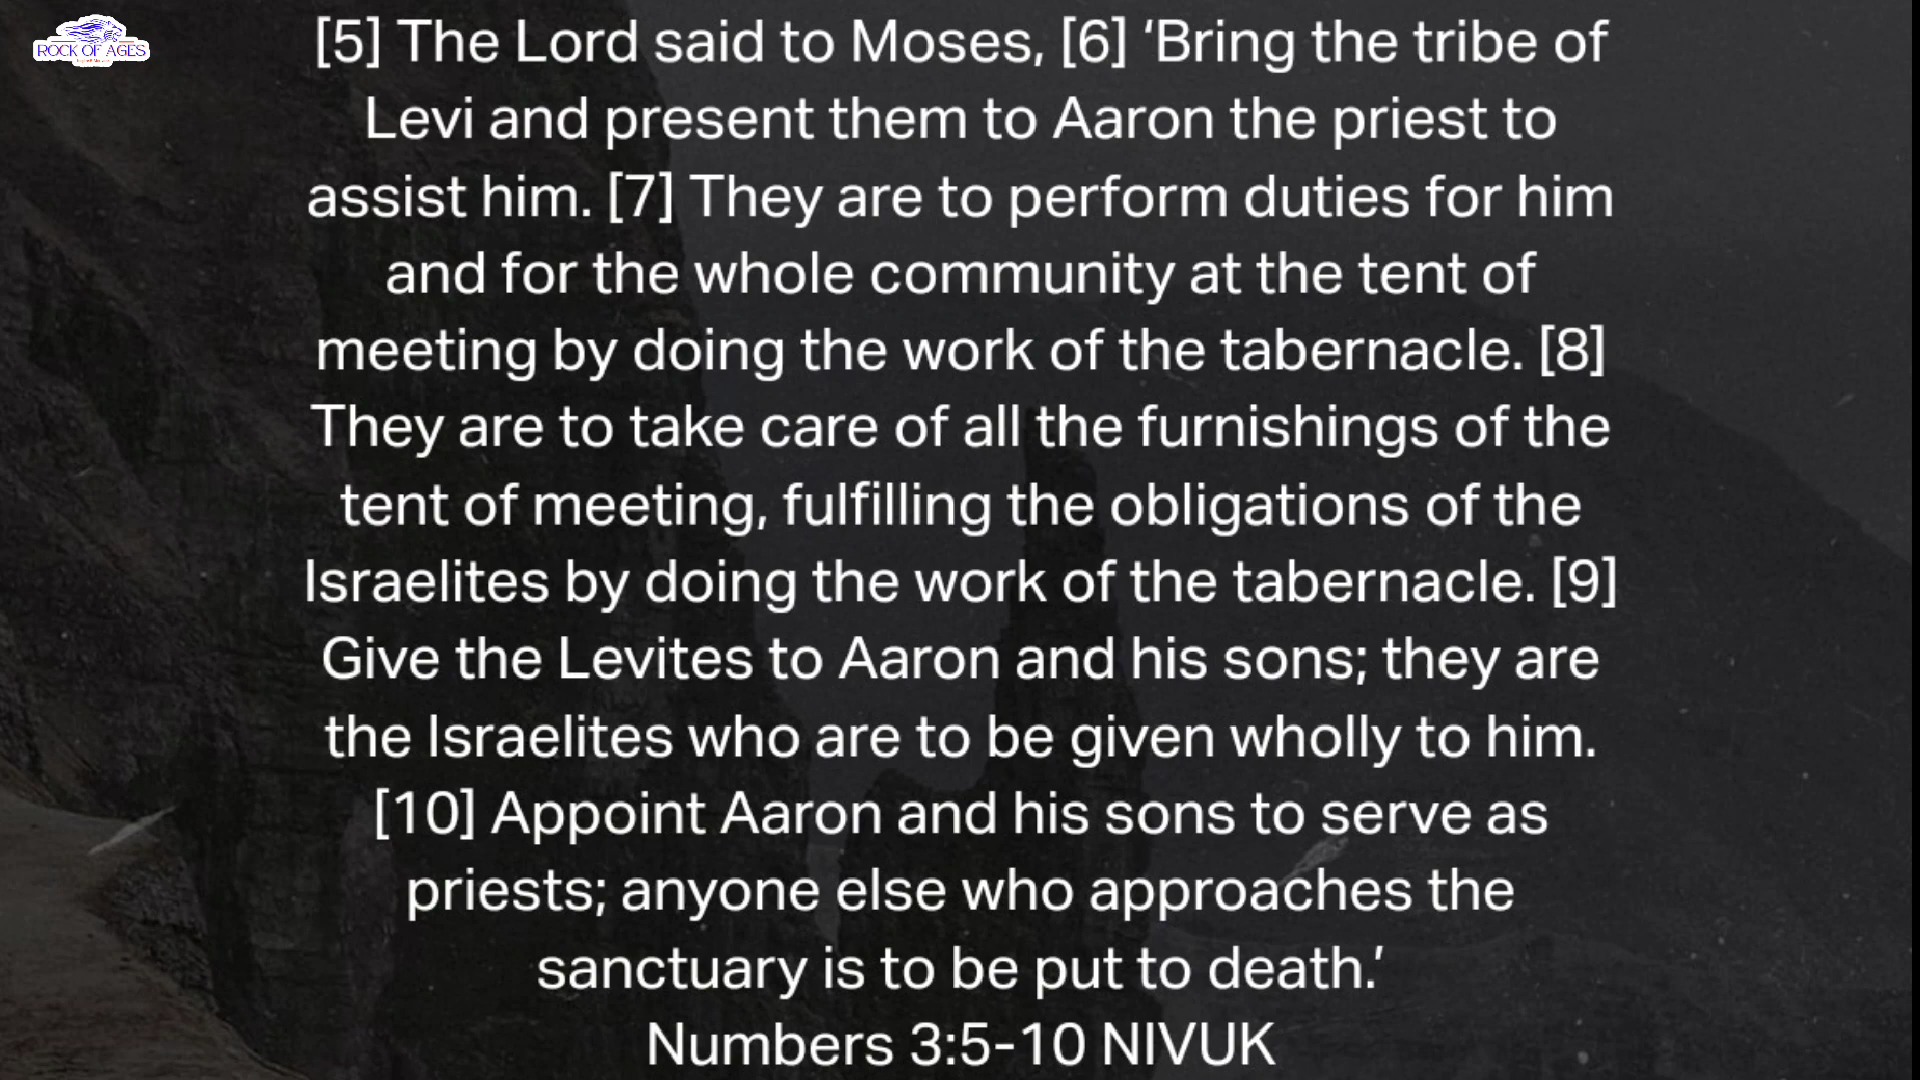 ROCK OF AGES
[5] The Lord said to Moses, [6] ‘Bring the tribe of
Levi and present them to Aaron the priest to
assist him. [7] They are to perform duties for him
and for the whole community at the tent of
meeting by doing the work of the tabernacle. [8]
They are to take care of all the furnishings of the
tent of meeting, fulfilling the obligations of the
Israelites by doing the work of the tabernacle. [9]
Give the Levites to Aaron and his sons; they are
the Israelites who are to be given wholly to him.
[10] Appoint Aaron and his sons to serve as
priests; anyone else who approaches the
sanctuary is to be put to death.’
Numbers 3:5-10 NIVUK